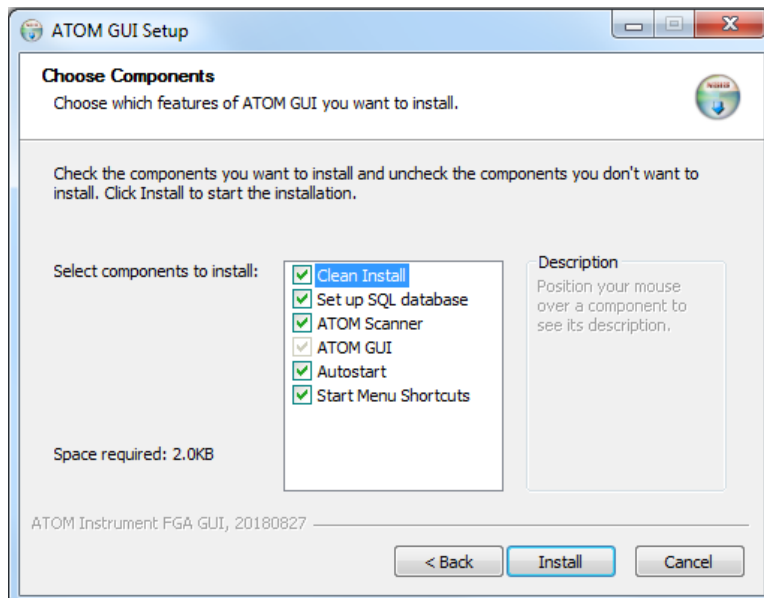 ATOM GUI Setup
Choose Components
Choose which features of ATOM GUI you want to install.
Check the components you want to install and uncheck the components you don't want to
install. Click Install to start the installation.
Select components to install:
Clean Install
Set up SQL database
ATOM Scanner
ATOM GUI
Autostart
Start Menu Shortcuts
Description
Position your mouse
over a component to
see its description.
Space required: 2.0KB
ATOM Instrument FGA GUI, 20180827
< Back
Install
Cancel